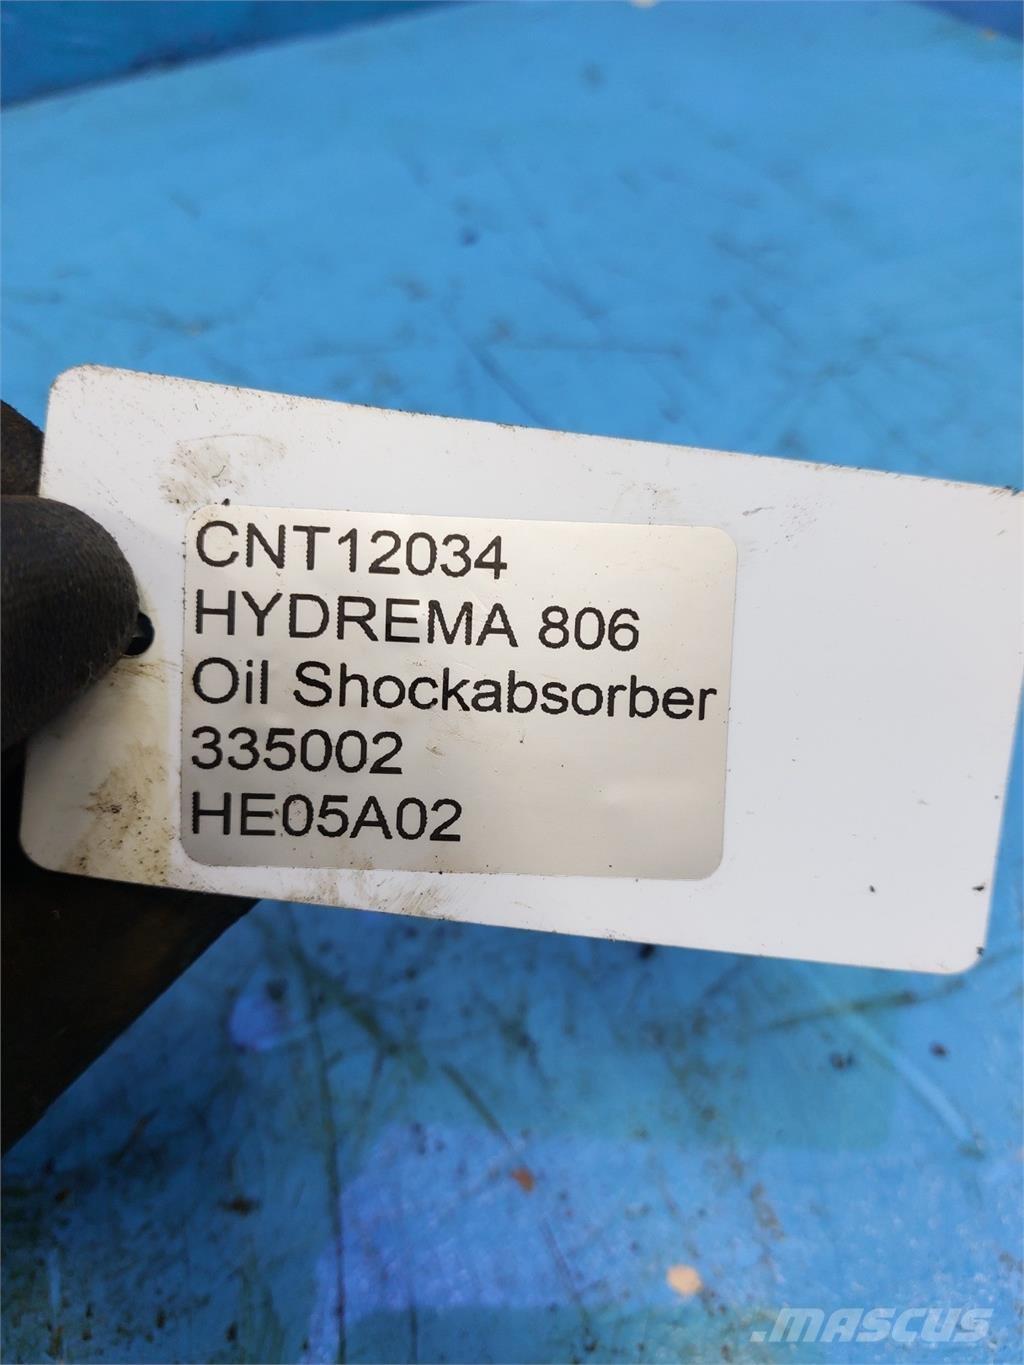 CNT12034
HYDREMA 806
Oil Shockabsorber
335002
HE05A02
.MASCUS